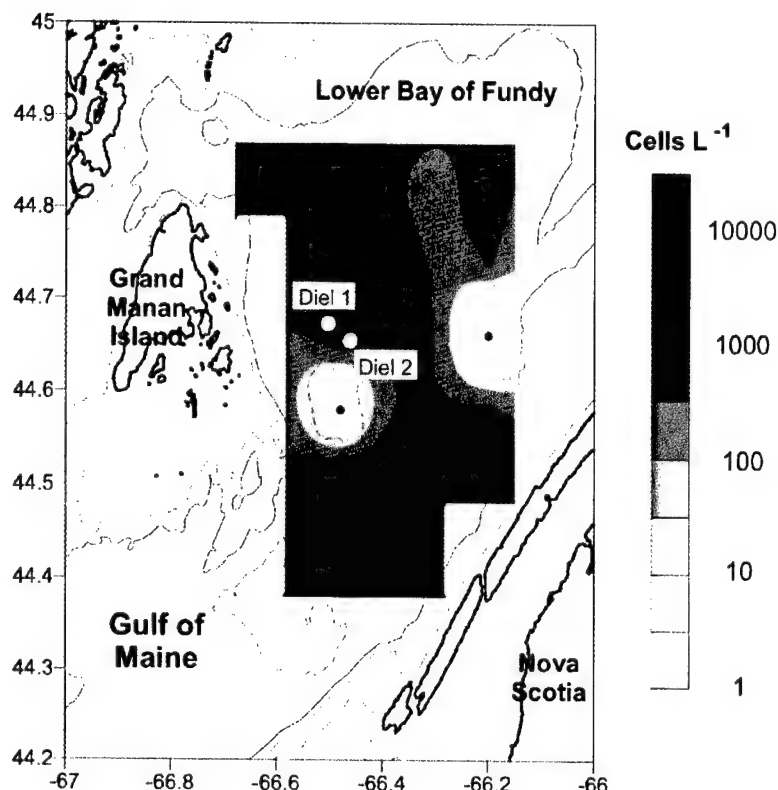 45
44.9
44.8
44.7
44.6
44.5
44.4
44.3
44.2
-67
-66.8
-66.6
-66.4
-66.2
-66
Lower Bay of Fundy
Grand
Manan
Island
Diel 1
Diel 2
Gulf of
Maine
Nova
Scotia
Cells L⁻¹
10000
1000
100
10
1